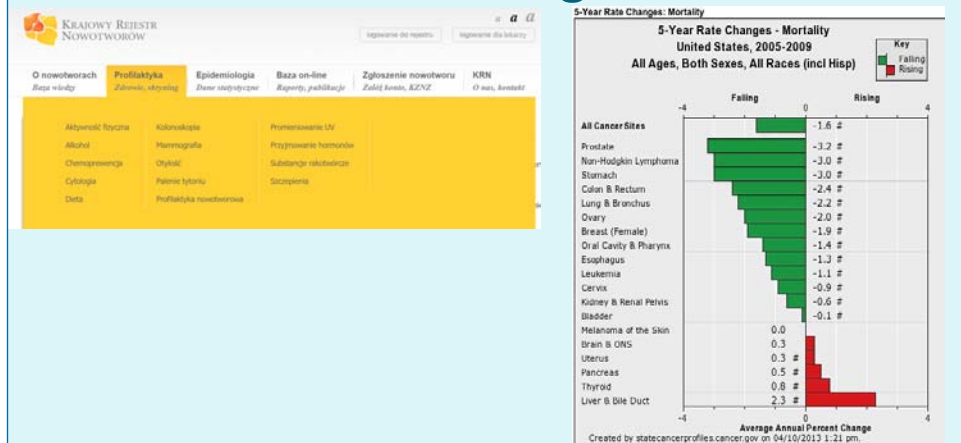 KRAJOWY REJESTR
NOWOTWORÓW
a a a
logowanie do rejestru logowanie dla lekarzy
O nowotworach Profilaktyka Epidemiologia Baza on-line Zgłoszenie nowotworu KRN
Baza wiedzy Zdrowie, skryning Dane statystyczne Raporty, publikacje Załóż konto, KZNZ O nas, kontakt
Aktywność fizyczna Kolonoskopia Promieniowanie UV
Alkohol Mammografia Przyjmowanie hormonów
Chemoprewencja Otyłość Substancje rakotwórcze
Cytologia Palenie tytoniu Szczepienia
Dieta Profilaktyka nowotworowa
5-Year Rate Changes: Mortality
5-Year Rate Changes - Mortality
United States, 2005-2009
All Ages, Both Sexes, All Races (incl Hisp)
Key
Falling
Rising
Falling Rising
-4 0 4
All Cancer Sites -1.6 #
Prostate -3.2 #
Non-Hodgkin Lymphoma -3.0 #
Stomach -3.0 #
Colon & Rectum -2.4 #
Lung & Bronchus -2.2 #
Ovary -2.0 #
Breast (Female) -1.9 #
Oral Cavity & Pharynx -1.4 #
Esophagus -1.3 #
Leukemia -1.1 #
Cervix -0.9 #
Kidney & Renal Pelvis -0.6 #
Bladder -0.1 #
Melanoma of the Skin 0.0
Brain & ONS 0.3
Uterus 0.3 #
Pancreas 0.5 #
Thyroid 0.8 #
Liver & Bile Duct 2.3 #
-4 0 4
Average Annual Percent Change
Created by statecancerprofiles.cancer.gov on 04/10/2013 1:21 pm.